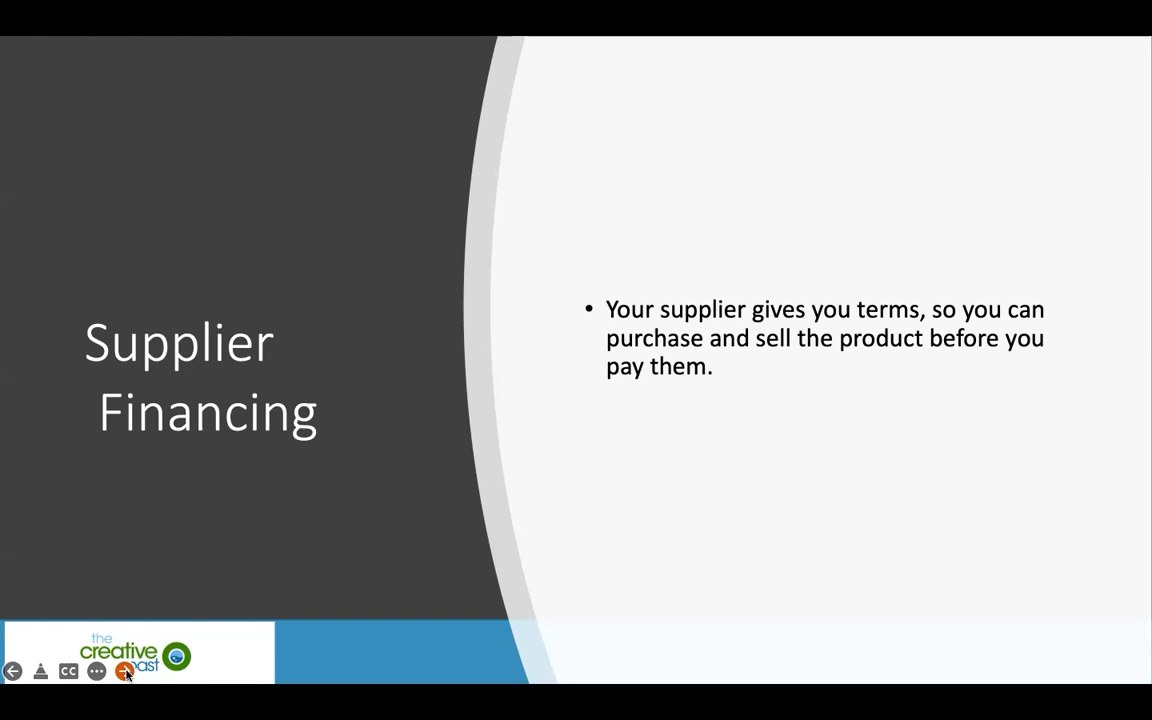 Supplier
Financing
• Your supplier gives you terms, so you can
purchase and sell the product before you
pay them.
the
creative
CC